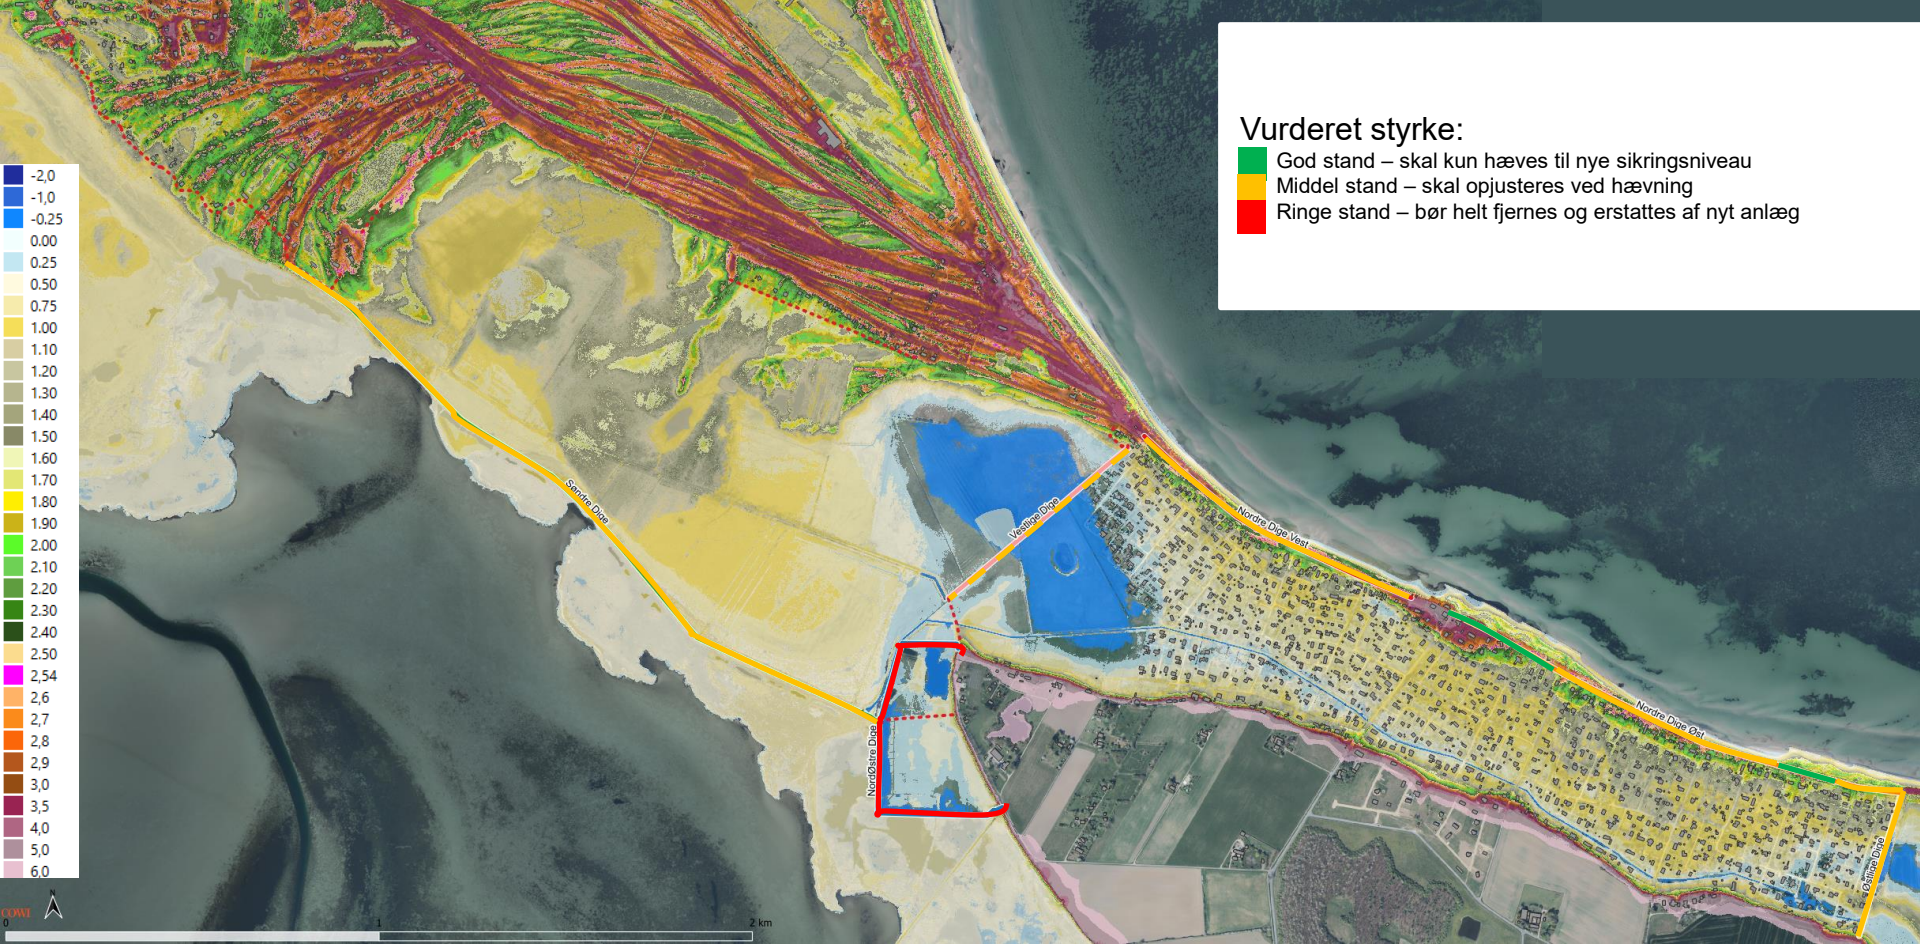 Vurderet styrke:
God stand – skal kun hæves til nye sikringsniveau
Middel stand – skal opjusteres ved hævning
Ringe stand – bør helt fjernes og erstattes af nyt anlæg
-2,0
-1,0
-0.25
0.00
0.25
0.50
0.75
1.00
1.10
1.20
1.30
1.40
1.50
1.60
1.70
1.80
1.90
2.00
2.10
2.20
2.30
2.40
2.50
2,54
2,6
2,7
2,8
2,9
3,0
3,5
4,0
5,0
6,0
Søndre Dige
Vestlige Dige
Nordre Dige Vest
Nordre Dige Øst
NordØstre Dige
Østlige Dige
COWI
N
0
1
2 km